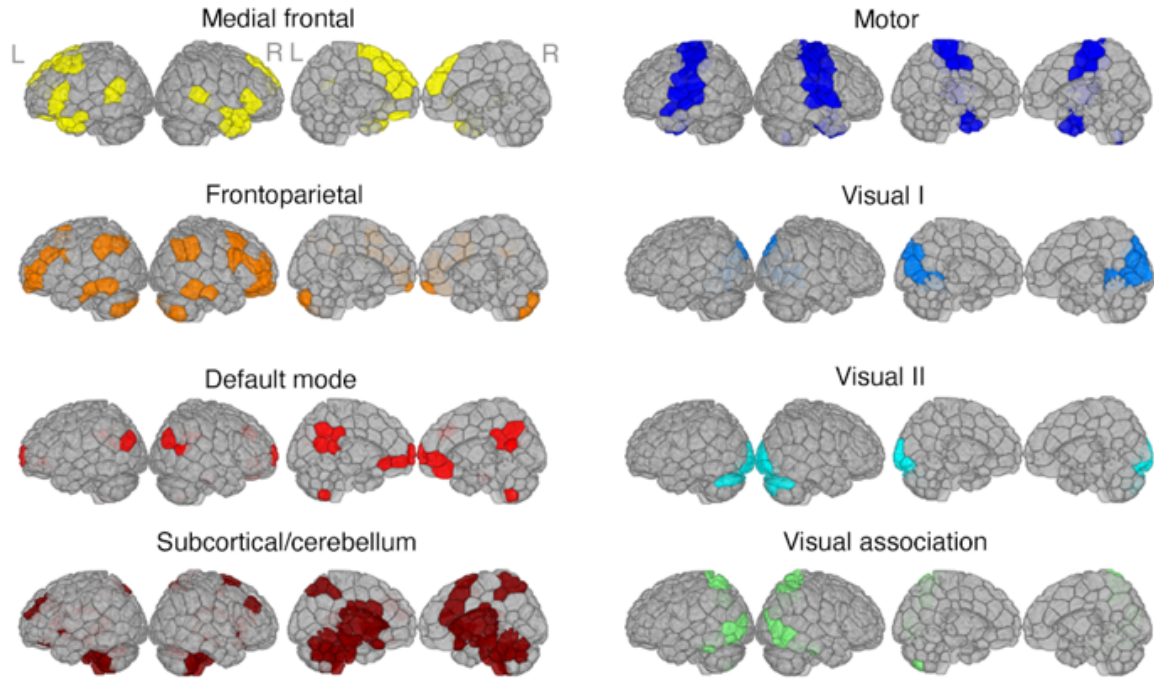 Medial frontal
L R L R
Motor
Frontoparietal
Visual I
Default mode
Visual II
Subcortical/cerebellum
Visual association